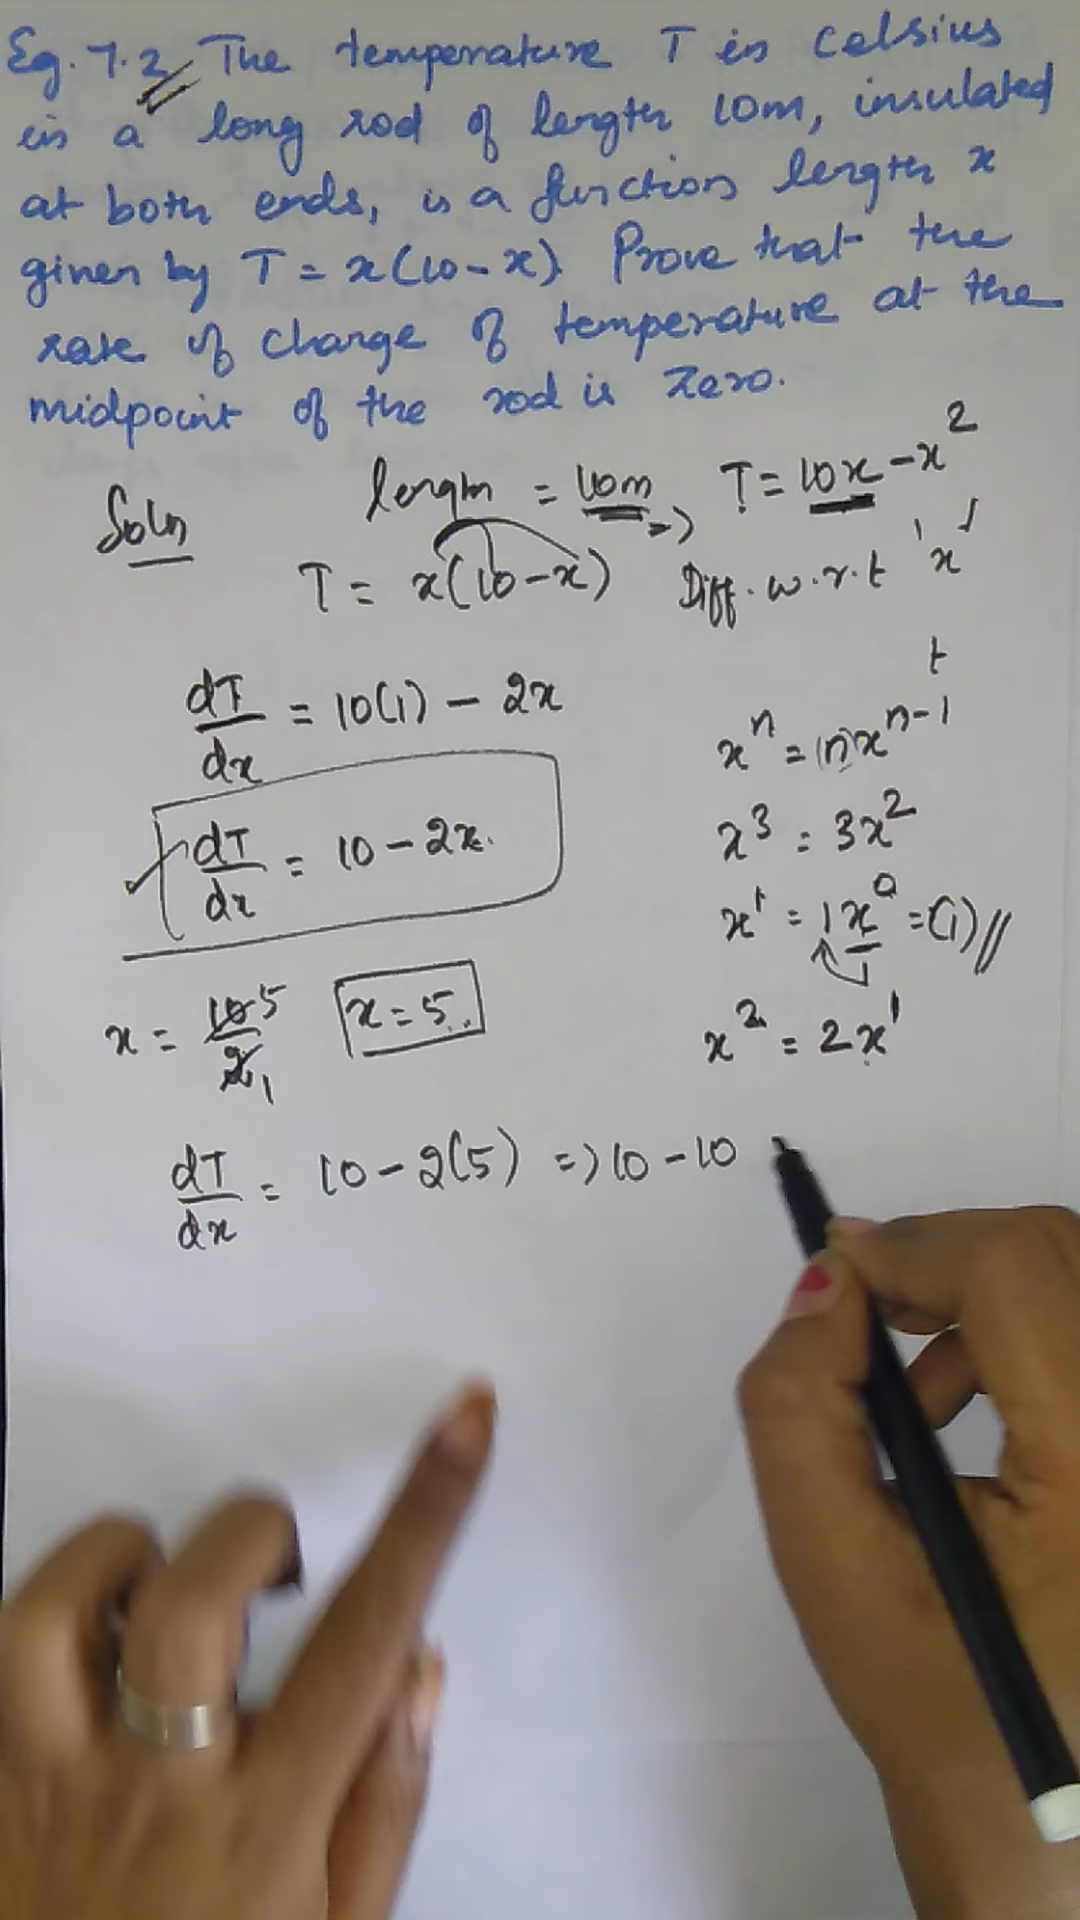 Eg. 7.2 The temperature T in Celsius
in a long rod of length 10m, insulated
at both ends, is a function length x
given by T = x(10-x) Prove that the
rate of change of temperature at the
midpoint of the rod is zero.
Soln
length = 10m => T = 10x - x²
T = x(10-x) Diff. w.r.t 'x'
t
dT/dx = 10(1) - 2x
dT/dx = 10 - 2x.
xⁿ = (n)xⁿ⁻¹
x³ = 3x²
x¹ = 1x⁰ = (1)//
x² = 2x¹
x = 10/2 5 1 x = 5.
dT/dx = 10 - 2(5) => 10 - 10